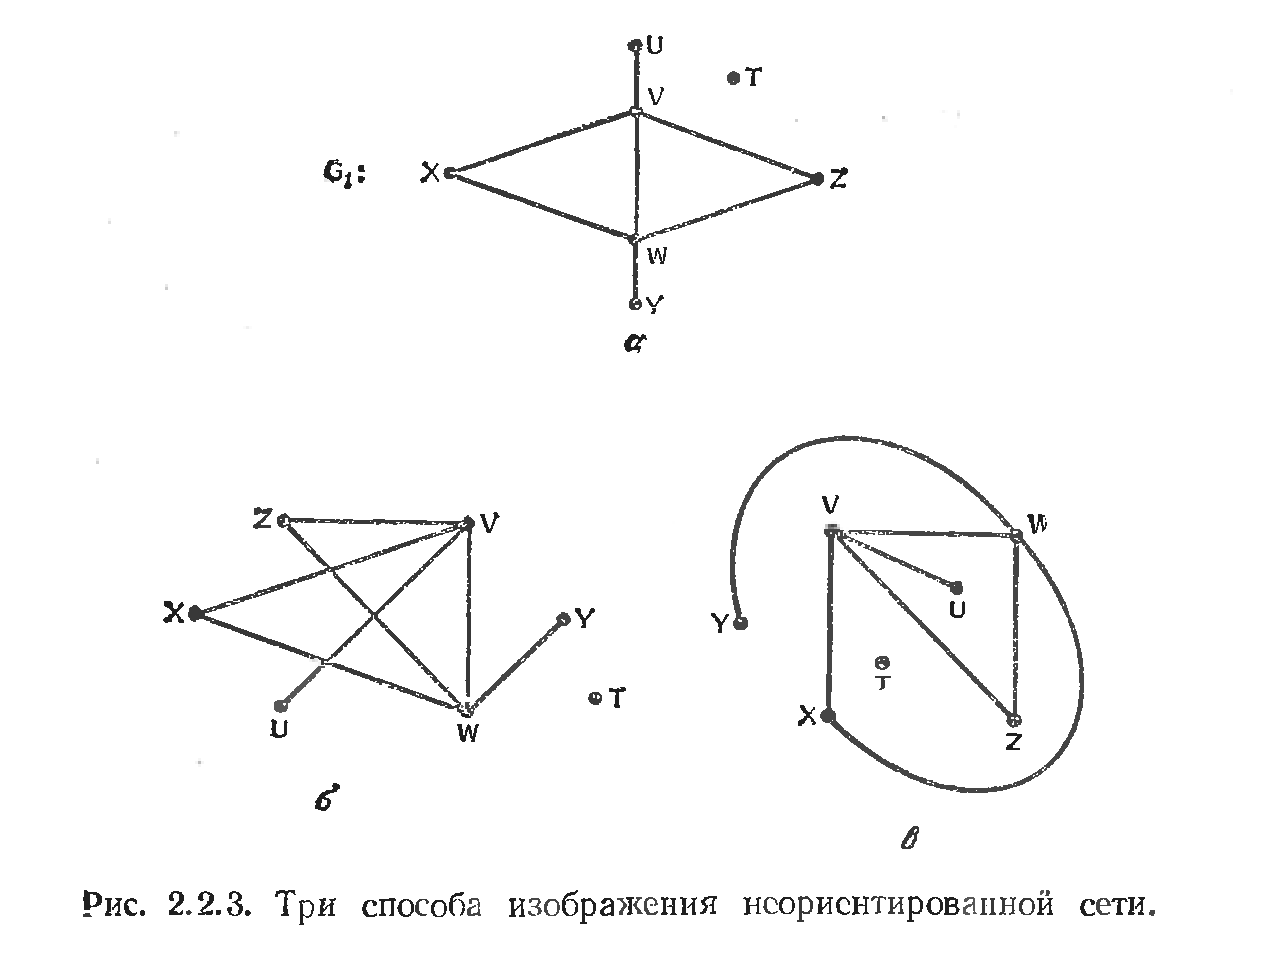 U
T
V
G₁:
X
Z
W
Y
а
Z
V
X
Y
U
W
T
б
V
W
U
Y
T
X
Z
в
Рис. 2.2.3. Три способа изображения неориентированной сети.